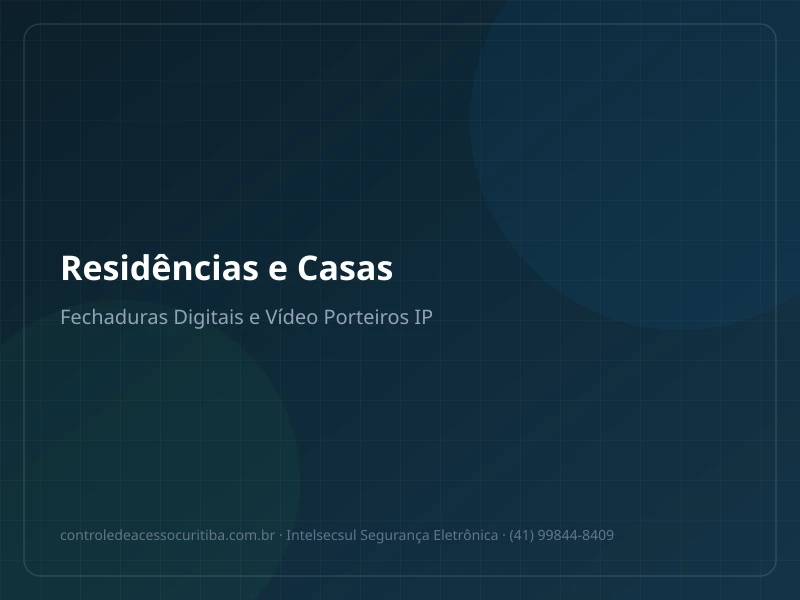 Residências e Casas
Fechaduras Digitais e Vídeo Porteiros IP
controledeacessocuritiba.com.br · Intelsecsul Segurança Eletrônica · (41) 99844-8409